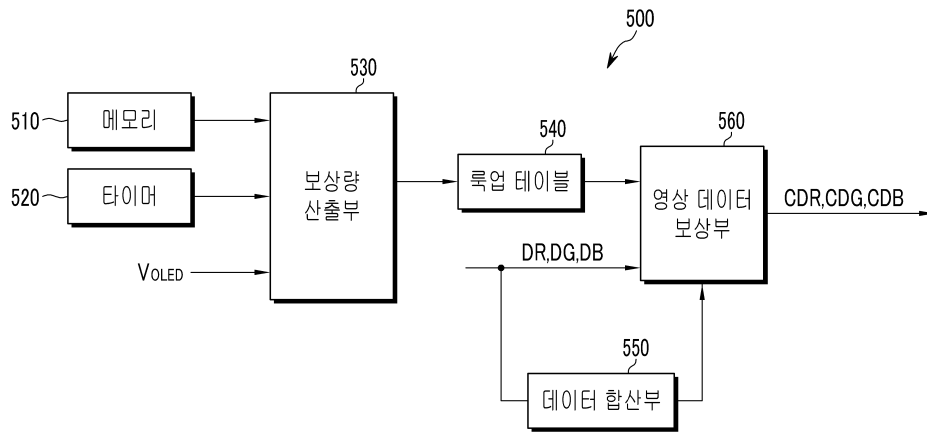 500
530
510
메모리
540
560
520
타이머
보상량
산출부
룩업 테이블
영상 데이터
보상부
CDR,CDG,CDB
VOLED
DR,DG,DB
550
데이터 합산부